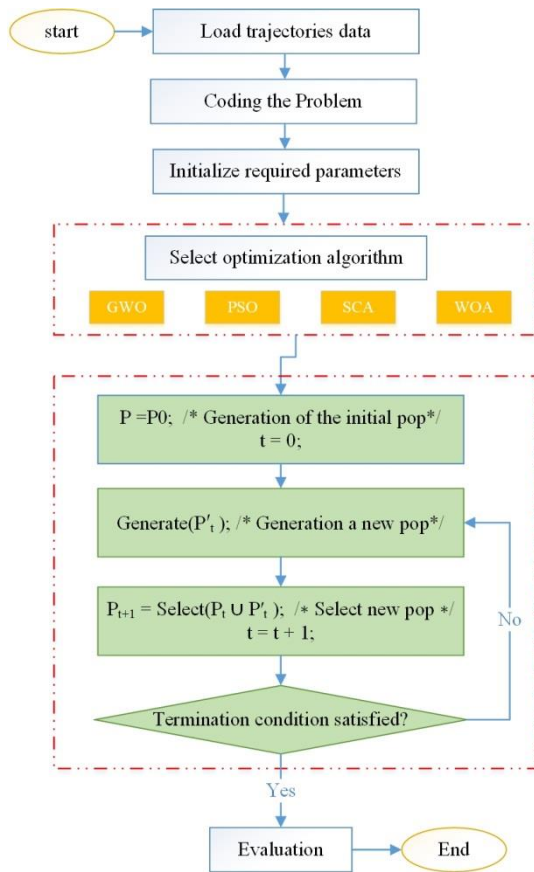 start
Load trajectories data
Coding the Problem
Initialize required parameters
Select optimization algorithm
GWO
PSO
SCA
WOA
P =P0; /* Generation of the initial pop*/
t = 0;
Generate(P'ₜ ); /* Generation a new pop*/
Pₜ₊₁ = Select(Pₜ ∪ P'ₜ ); /* Select new pop */
t = t + 1;
No
Termination condition satisfied?
Yes
Evaluation
End